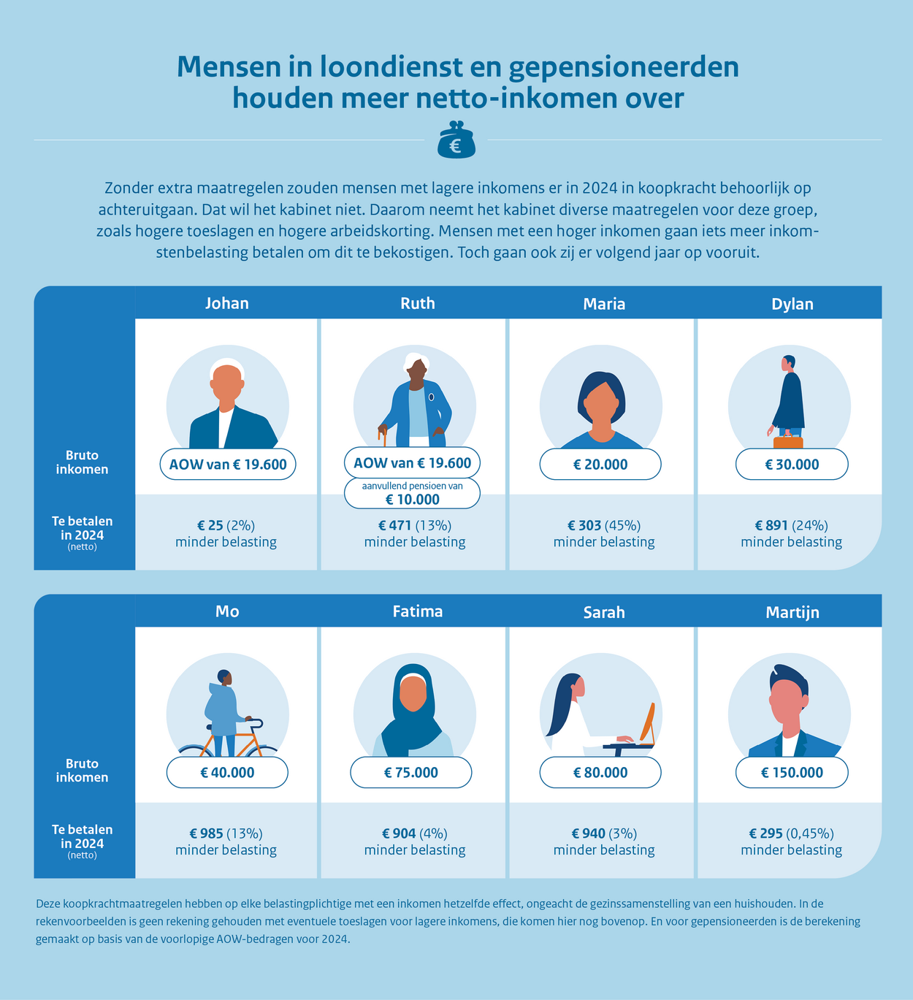 Mensen in loondienst en gepensioneerden
houden meer netto-inkomen over
€
Zonder extra maatregelen zouden mensen met lagere inkomens er in 2024 in koopkracht behoorlijk op
achteruitgaan. Dat wil het kabinet niet. Daarom neemt het kabinet diverse maatregelen voor deze groep,
zoals hogere toeslagen en hogere arbeidskorting. Mensen met een hoger inkomen gaan iets meer inkom-
stenbelasting betalen om dit te bekostigen. Toch gaan ook zij er volgend jaar op vooruit.
Johan
Ruth
Maria
Dylan
Bruto
inkomen
AOW van € 19.600
AOW van € 19.600
aanvullend pensioen van
€ 10.000
€ 20.000
€ 30.000
Te betalen
in 2024
(netto)
€ 25 (2%)
minder belasting
€ 471 (13%)
minder belasting
€ 303 (45%)
minder belasting
€ 891 (24%)
minder belasting
Mo
Fatima
Sarah
Martijn
Bruto
inkomen
€ 40.000
€ 75.000
€ 80.000
€ 150.000
Te betalen
in 2024
(netto)
€ 985 (13%)
minder belasting
€ 904 (4%)
minder belasting
€ 940 (3%)
minder belasting
€ 295 (0,45%)
minder belasting
Deze koopkrachtmaatregelen hebben op elke belastingplichtige met een inkomen hetzelfde effect, ongeacht de gezinssamenstelling van een huishouden. In de
rekenvoorbeelden is geen rekening gehouden met eventuele toeslagen voor lagere inkomens, die komen hier nog bovenop. En voor gepensioneerden is de berekening
gemaakt op basis van de voorlopige AOW-bedragen voor 2024.